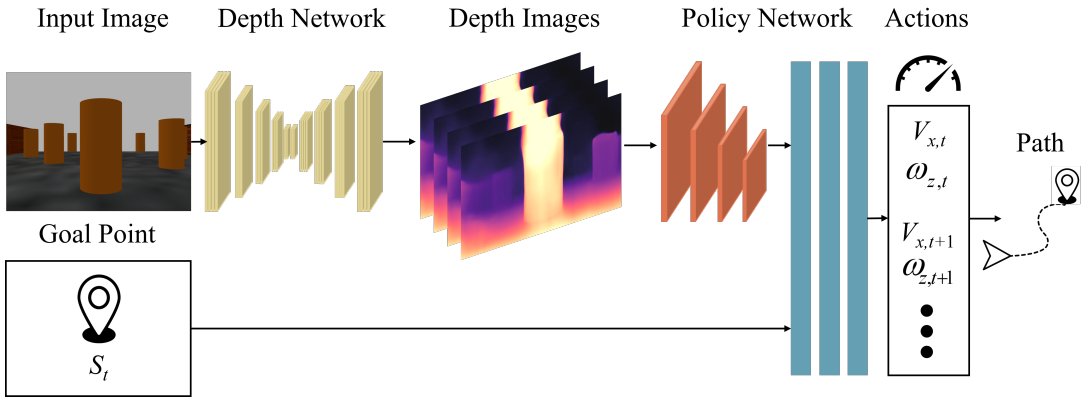 Input Image
Depth Network
Depth Images
Policy Network
Actions
V_{x,t}
ω_{z,t}
V_{x,t+1}
ω_{z,t+1}
Path
Goal Point
S_t